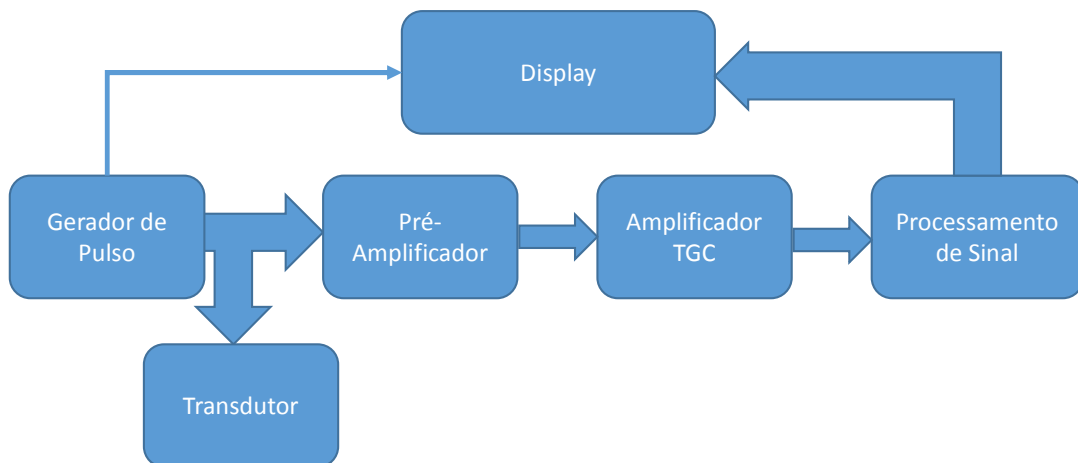 Display
Gerador de
Pulso
Pré-
Amplificador
Amplificador
TGC
Processamento
de Sinal
Transdutor